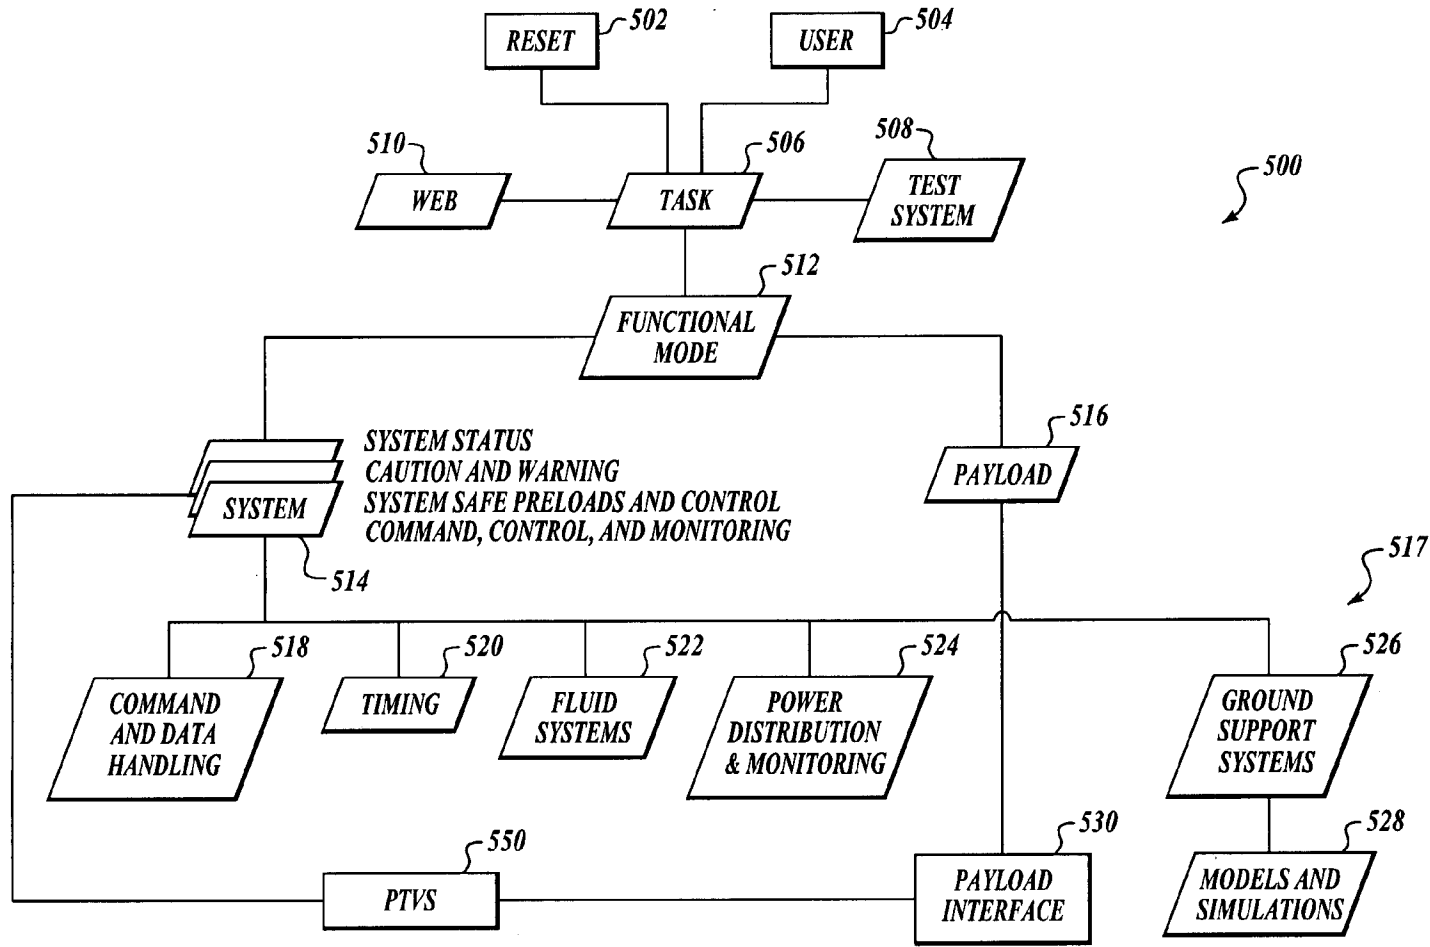 502
504
RESET
USER
510
506
508
WEB
TASK
TEST
SYSTEM
500
512
FUNCTIONAL
MODE
516
SYSTEM STATUS
CAUTION AND WARNING
SYSTEM SAFE PRELOADS AND CONTROL
COMMAND, CONTROL, AND MONITORING
SYSTEM
PAYLOAD
514
517
518
520
522
524
526
COMMAND
AND DATA
HANDLING
TIMING
FLUID
SYSTEMS
POWER
DISTRIBUTION
& MONITORING
GROUND
SUPPORT
SYSTEMS
550
530
528
PTVS
PAYLOAD
INTERFACE
MODELS AND
SIMULATIONS